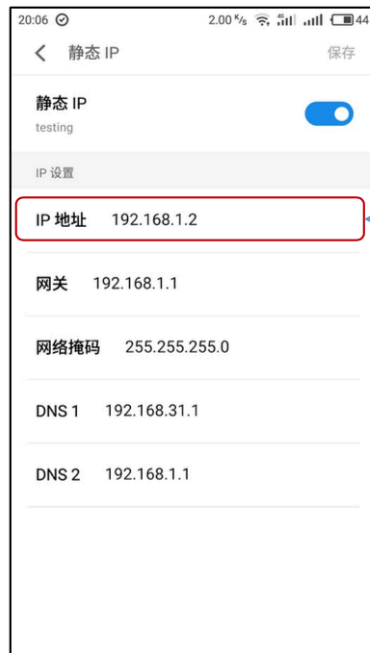 20:06 2.00 K/s 44
静态 IP 保存
静态 IP
testing
IP 设置
IP 地址 192.168.1.2
网关 192.168.1.1
网络掩码 255.255.255.0
DNS 1 192.168.31.1
DNS 2 192.168.1.1